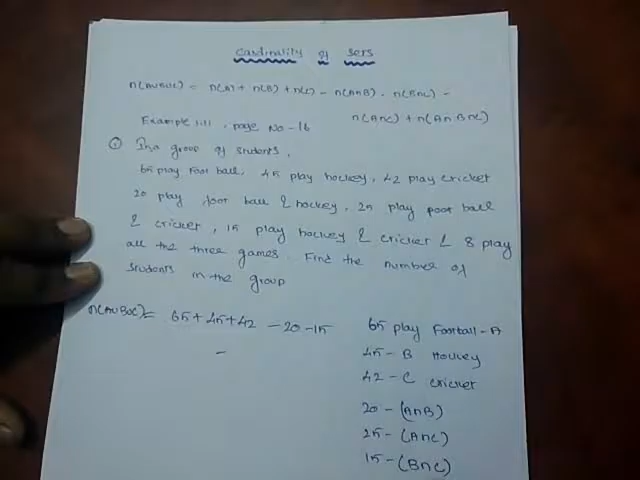 Cardinality of sets
n(AUBUC) = n(A) + n(B) + n(C) - n(A∩B) - n(B∩C) -
n(A∩C) + n(A∩B∩C)
Example 1.11, page No - 16
① In a group of students,
65 play foot ball, 45 play hockey, 42 play cricket
20 play foot ball & hockey, 25 play foot ball
& cricket, 15 play hockey & cricket & 8 play
all the three games. Find the number of
students in the group
n(AUBUC) = 65 + 45 + 42 - 20 - 15
-
65 play Football - A
45 - B Hockey
42 - C cricket
20 - (A∩B)
25 - (A∩C)
15 - (B∩C)